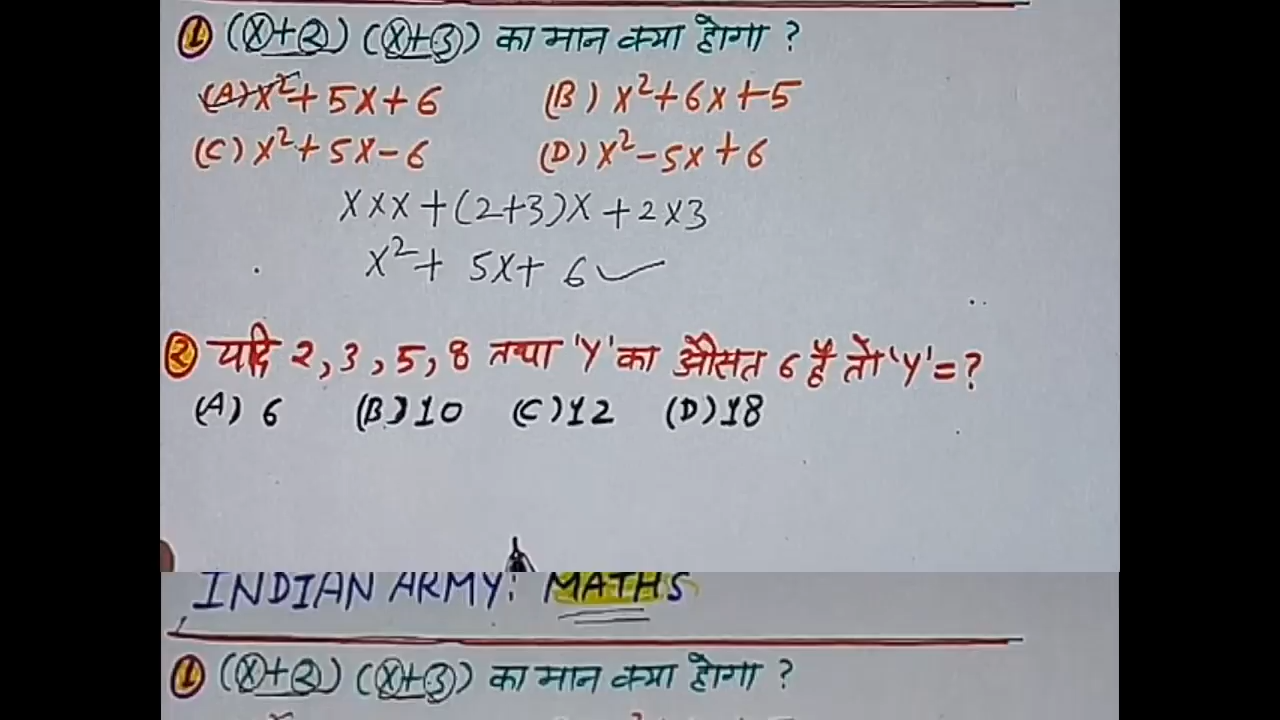 ① (x+2) (x+3) का मान क्या होगा ?
(A) x²+5x+6 (B) x²+6x+5
(C) x²+5x-6 (D) x²-5x+6
x×x+(2+3)x+2×3
x²+ 5x+ 6 ✓
② यदि 2, 3, 5, 8 तथा 'Y' का औसत 6 है तो 'Y'=?
(A) 6 (B) 10 (C) 12 (D) 18
INDIAN ARMY: MATHS
① (x+2) (x+3) का मान क्या होगा ?